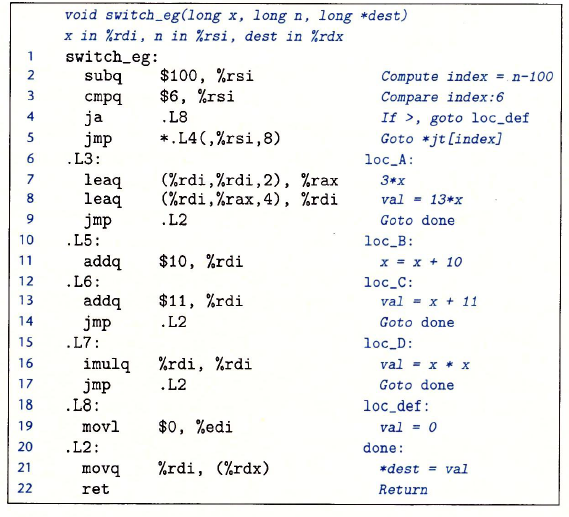 void switch_eg(long x, long n, long *dest)
x in %rdi, n in %rsi, dest in %rdx
1 switch_eg:
2 subq $100, %rsi Compute index = n-100
3 cmpq $6, %rsi Compare index:6
4 ja .L8 If >, goto loc_def
5 jmp *.L4(,%rsi,8) Goto *jt[index]
6 .L3: loc_A:
7 leaq (%rdi,%rdi,2), %rax 3*x
8 leaq (%rdi,%rax,4), %rdi val = 13*x
9 jmp .L2 Goto done
10 .L5: loc_B:
11 addq $10, %rdi x = x + 10
12 .L6: loc_C:
13 addq $11, %rdi val = x + 11
14 jmp .L2 Goto done
15 .L7: loc_D:
16 imulq %rdi, %rdi val = x * x
17 jmp .L2 Goto done
18 .L8: loc_def:
19 movl $0, %edi val = 0
20 .L2: done:
21 movq %rdi, (%rdx) *dest = val
22 ret Return